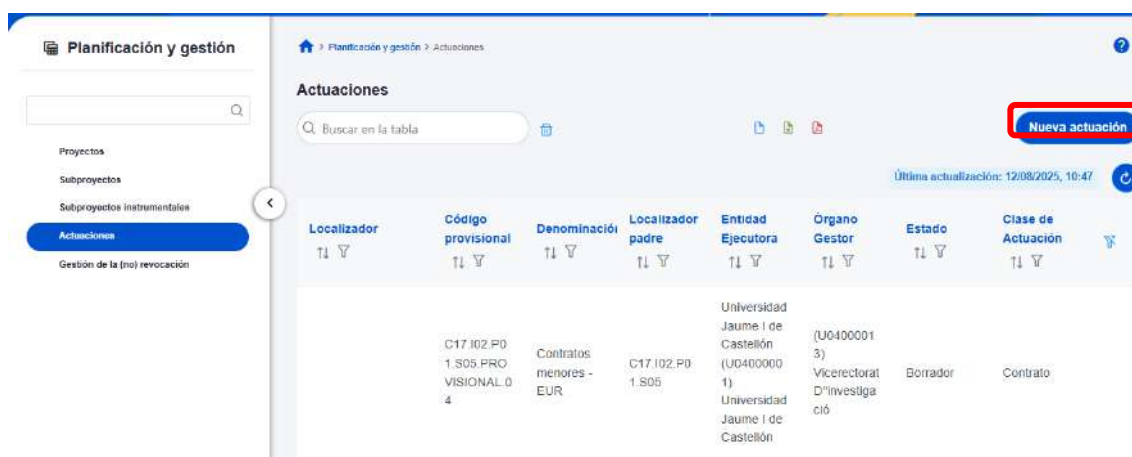 Planificación y gestión
Proyectos
Subproyectos
Subproyectos instrumentales
Actuaciones
Gestión de la (no) revocación
> Planificación y gestión > Actuaciones
Actuaciones
Buscar en la tabla
Nueva actuación
Última actualización: 12/08/2025, 10:47
Localizador
Código
provisional
Denominació
Localizador
padre
Entidad
Ejecutora
Órgano
Gestor
Estado
Clase de
Actuación
C17.I02.P0
1.S05.PRO
VISIONAL.0
4
Contratos
menores -
EUR
C17.I02.P0
1.S05
Universidad
Jaume I de
Castellón
(U0400000
1)
Universidad
Jaume I de
Castellón
(U0400001
3)
Vicerectorat
D"investiga
ció
Borrador
Contrato